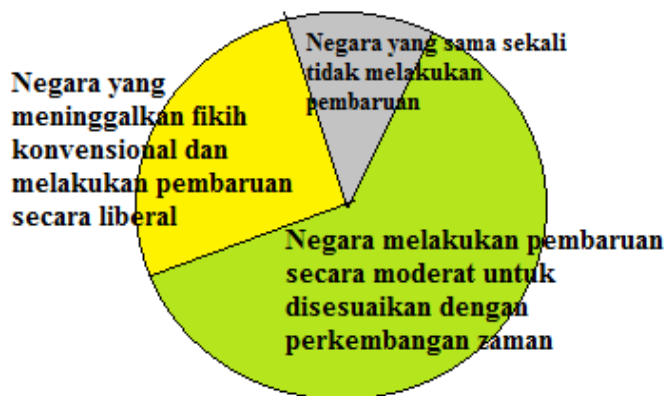 Negara yang sama sekali
tidak melakukan
pembaruan
Negara yang
meninggalkan fikih
konvensional dan
melakukan pembaruan
secara liberal
Negara melakukan pembaruan
secara moderat untuk
disesuaikan dengan
perkembangan zaman